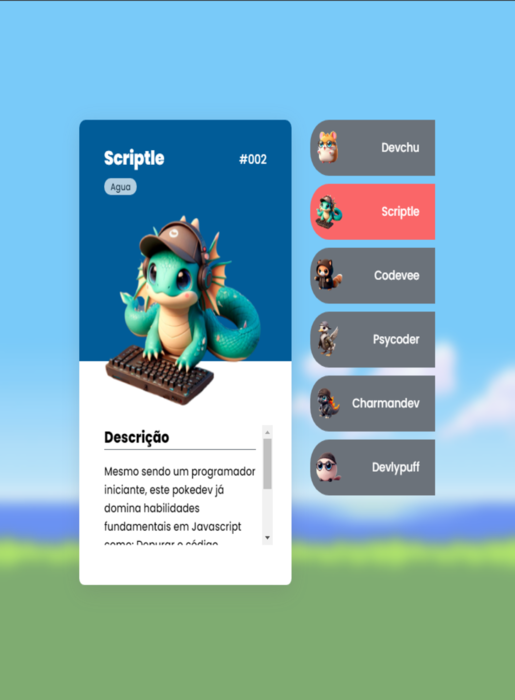 Scriptle
#002
Agua
Descrição
Mesmo sendo um programador
iniciante, este pokedev já
domina habilidades
fundamentais em Javascript
como: Depurar o código
Devchu
Scriptle
Codevee
Psycoder
Charmandev
Devlypuff